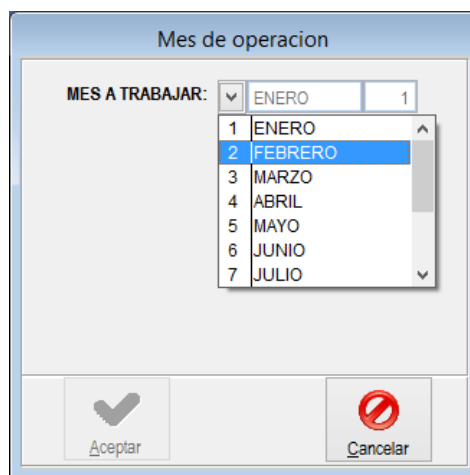 Mes de operacion
MES A TRABAJAR: ENERO 1
1 ENERO
2 FEBRERO
3 MARZO
4 ABRIL
5 MAYO
6 JUNIO
7 JULIO
Aceptar Cancelar